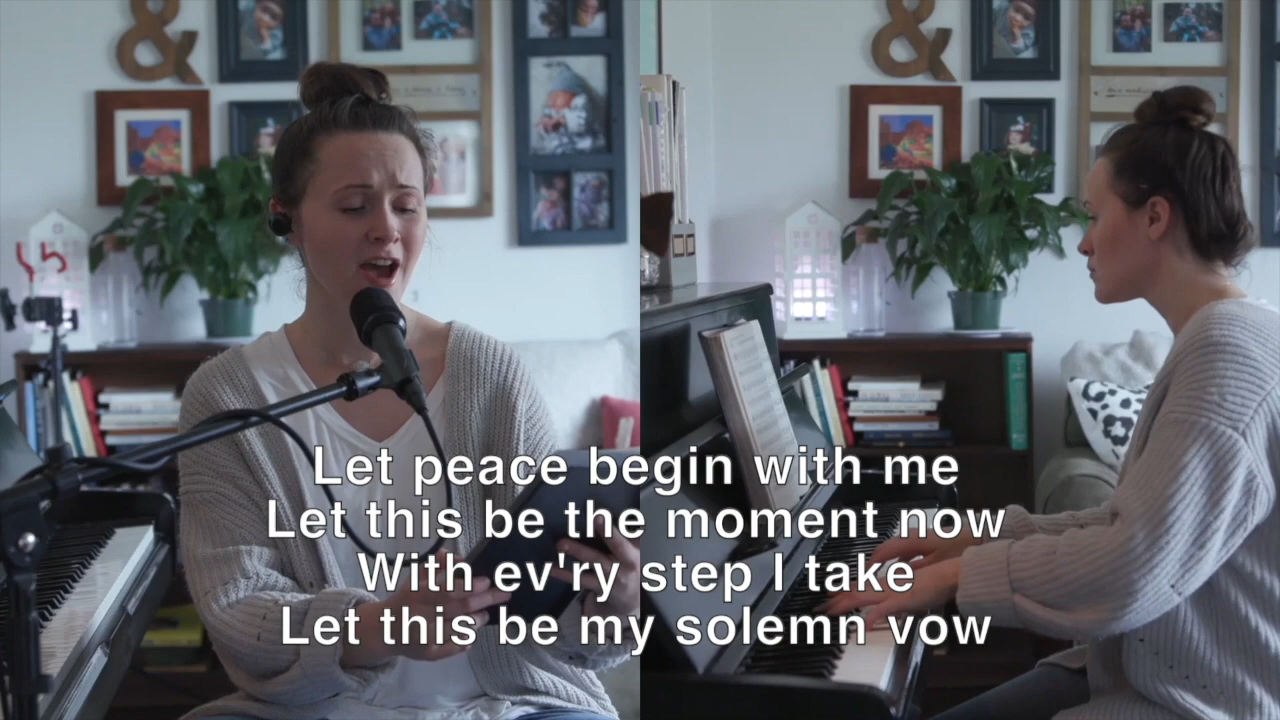 &
&
Let peace begin with me
Let this be the moment now
With ev'ry step I take
Let this be my solemn vow